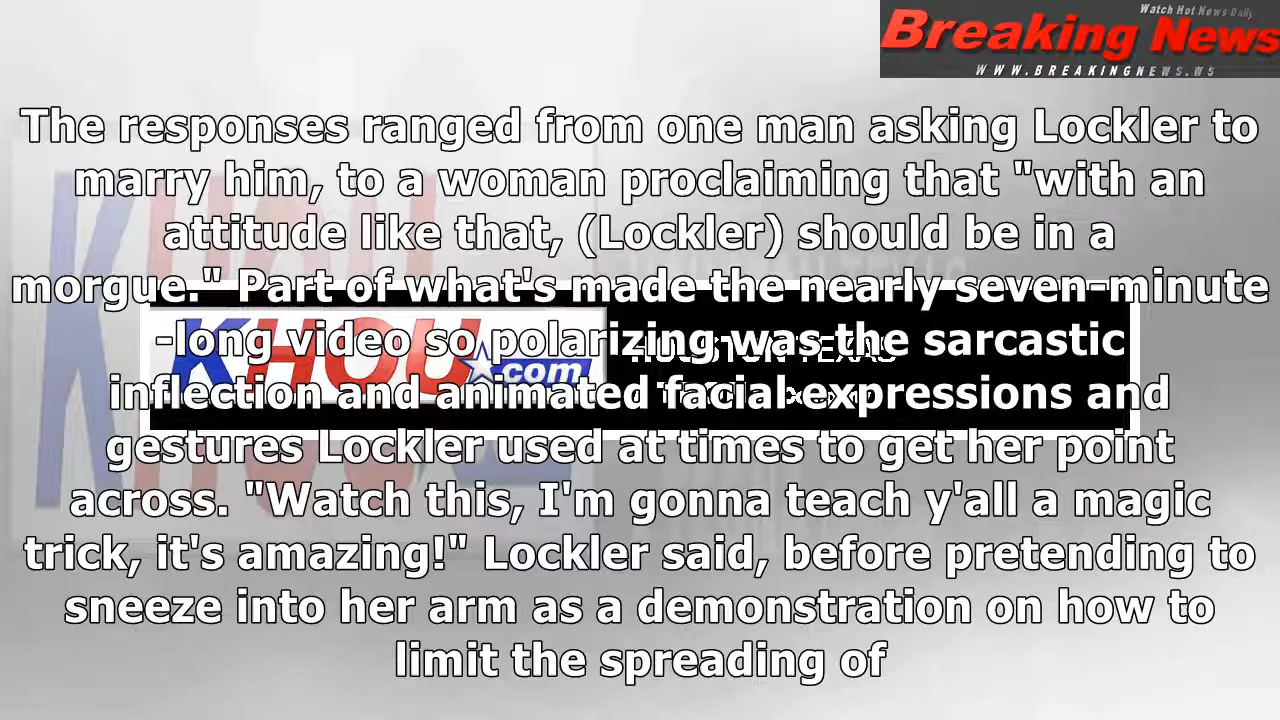 Watch Hot News Daily
Breaking News
WWW.BREAKINGNEWS.WS
The responses ranged from one man asking Lockler to
marry him, to a woman proclaiming that "with an
attitude like that, (Lockler) should be in a
morgue." Part of what's made the nearly seven-minute
-long video so polarizing was the sarcastic
inflection and animated facial expressions and
gestures Lockler used at times to get her point
across. "Watch this, I'm gonna teach y'all a magic
trick, it's amazing!" Lockler said, before pretending to
sneeze into her arm as a demonstration on how to
limit the spreading of
KHOU.com
HOUSTON TEXAS